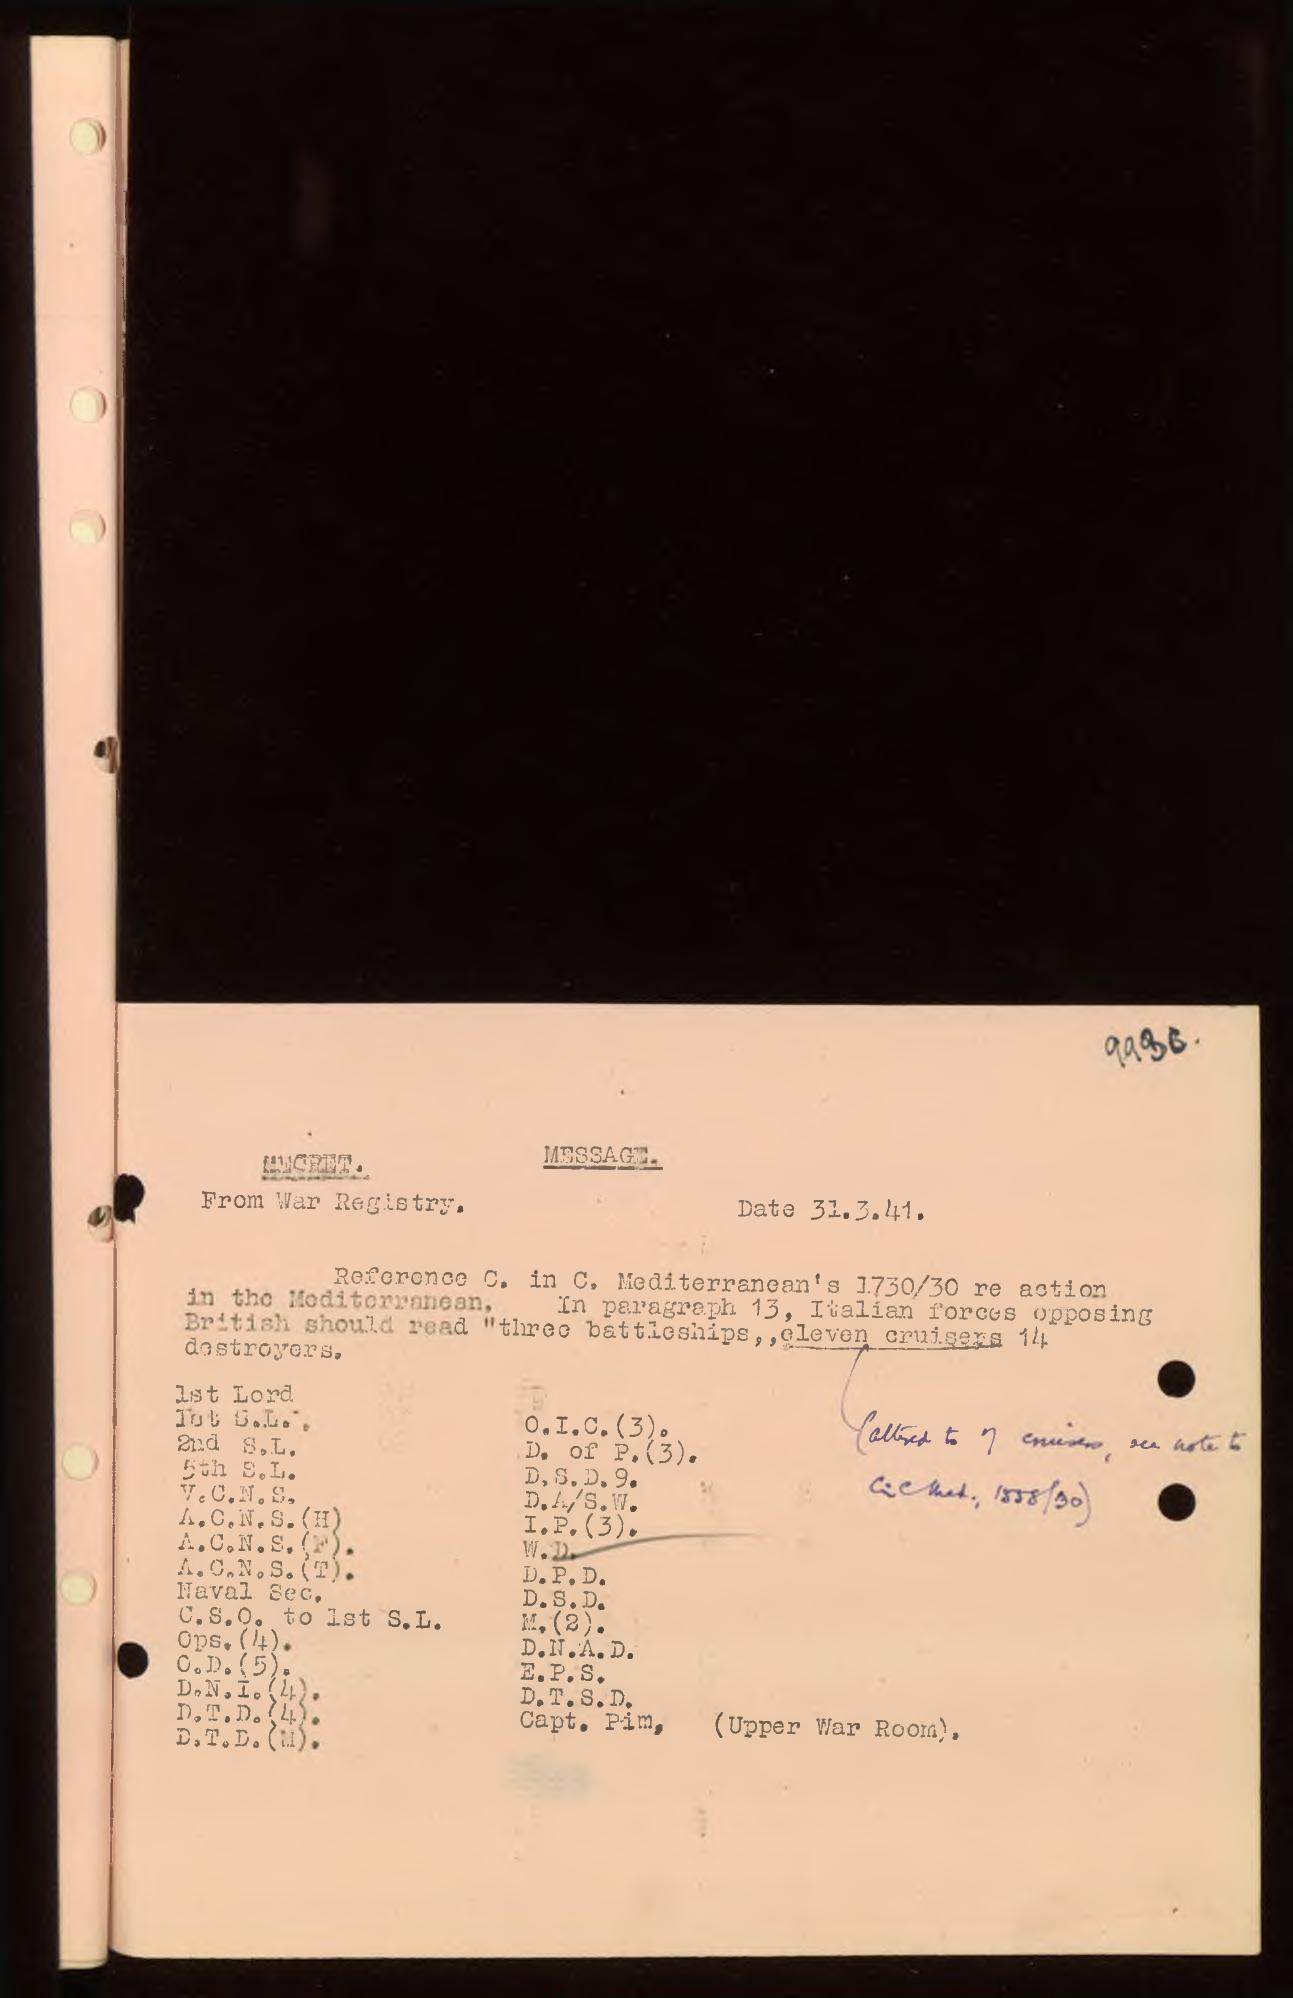 993B.
SECRET.
MESSAGE.
From War Registry.
Date 31.3.41.
Reference C. in C. Mediterranean's 1730/30 re action
in the Mediterranean. In paragraph 13, Italian forces opposing
British should read "three battleships,,eleven cruisers 14
destroyers.
(altered to 7 cruisers, see note to
CinC Med., 1558/30)
1st Lord
1st S.L.
2nd S.L.
5th S.L.
V.C.N.S.
A.C.N.S.(H)
A.C.N.S.(F).
A.C.N.S.(T).
Naval Sec.
C.S.O. to 1st S.L.
Ops.(4).
O.D.(5).
D.N.I.(4).
D.T.D.(4).
D.T.D.(M).
O.I.C.(3).
D. of P.(3).
D.S.D.9.
D.A/S.W.
I.P.(3).
W.D.
D.P.D.
D.S.D.
M.(2).
D.N.A.D.
E.P.S.
D.T.S.D.
Capt. Pim, (Upper War Room).